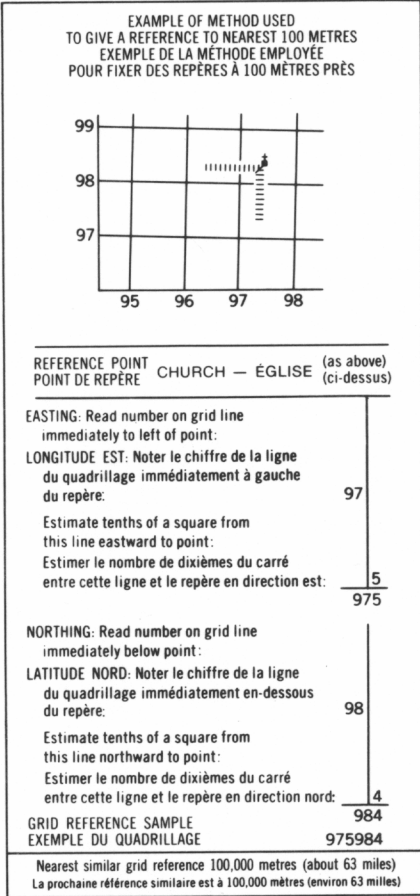 EXAMPLE OF METHOD USED
TO GIVE A REFERENCE TO NEAREST 100 METRES
EXEMPLE DE LA MÉTHODE EMPLOYÉE
POUR FIXER DES REPÈRES À 100 MÈTRES PRÈS
99
98
97
95 96 97 98
REFERENCE POINT
POINT DE REPÈRE
CHURCH — ÉGLISE
(as above)
(ci-dessus)
EASTING: Read number on grid line
immediately to left of point:
LONGITUDE EST: Noter le chiffre de la ligne
du quadrillage immédiatement à gauche
du repère: 97
Estimate tenths of a square from
this line eastward to point:
Estimer le nombre de dixièmes du carré
entre cette ligne et le repère en direction est: 5
975
NORTHING: Read number on grid line
immediately below point:
LATITUDE NORD: Noter le chiffre de la ligne
du quadrillage immédiatement en-dessous
du repère: 98
Estimate tenths of a square from
this line northward to point:
Estimer le nombre de dixièmes du carré
entre cette ligne et le repère en direction nord: 4
984
GRID REFERENCE SAMPLE
EXEMPLE DU QUADRILLAGE 975984
Nearest similar grid reference 100,000 metres (about 63 miles)
La prochaine référence similaire est à 100,000 mètres (environ 63 milles)